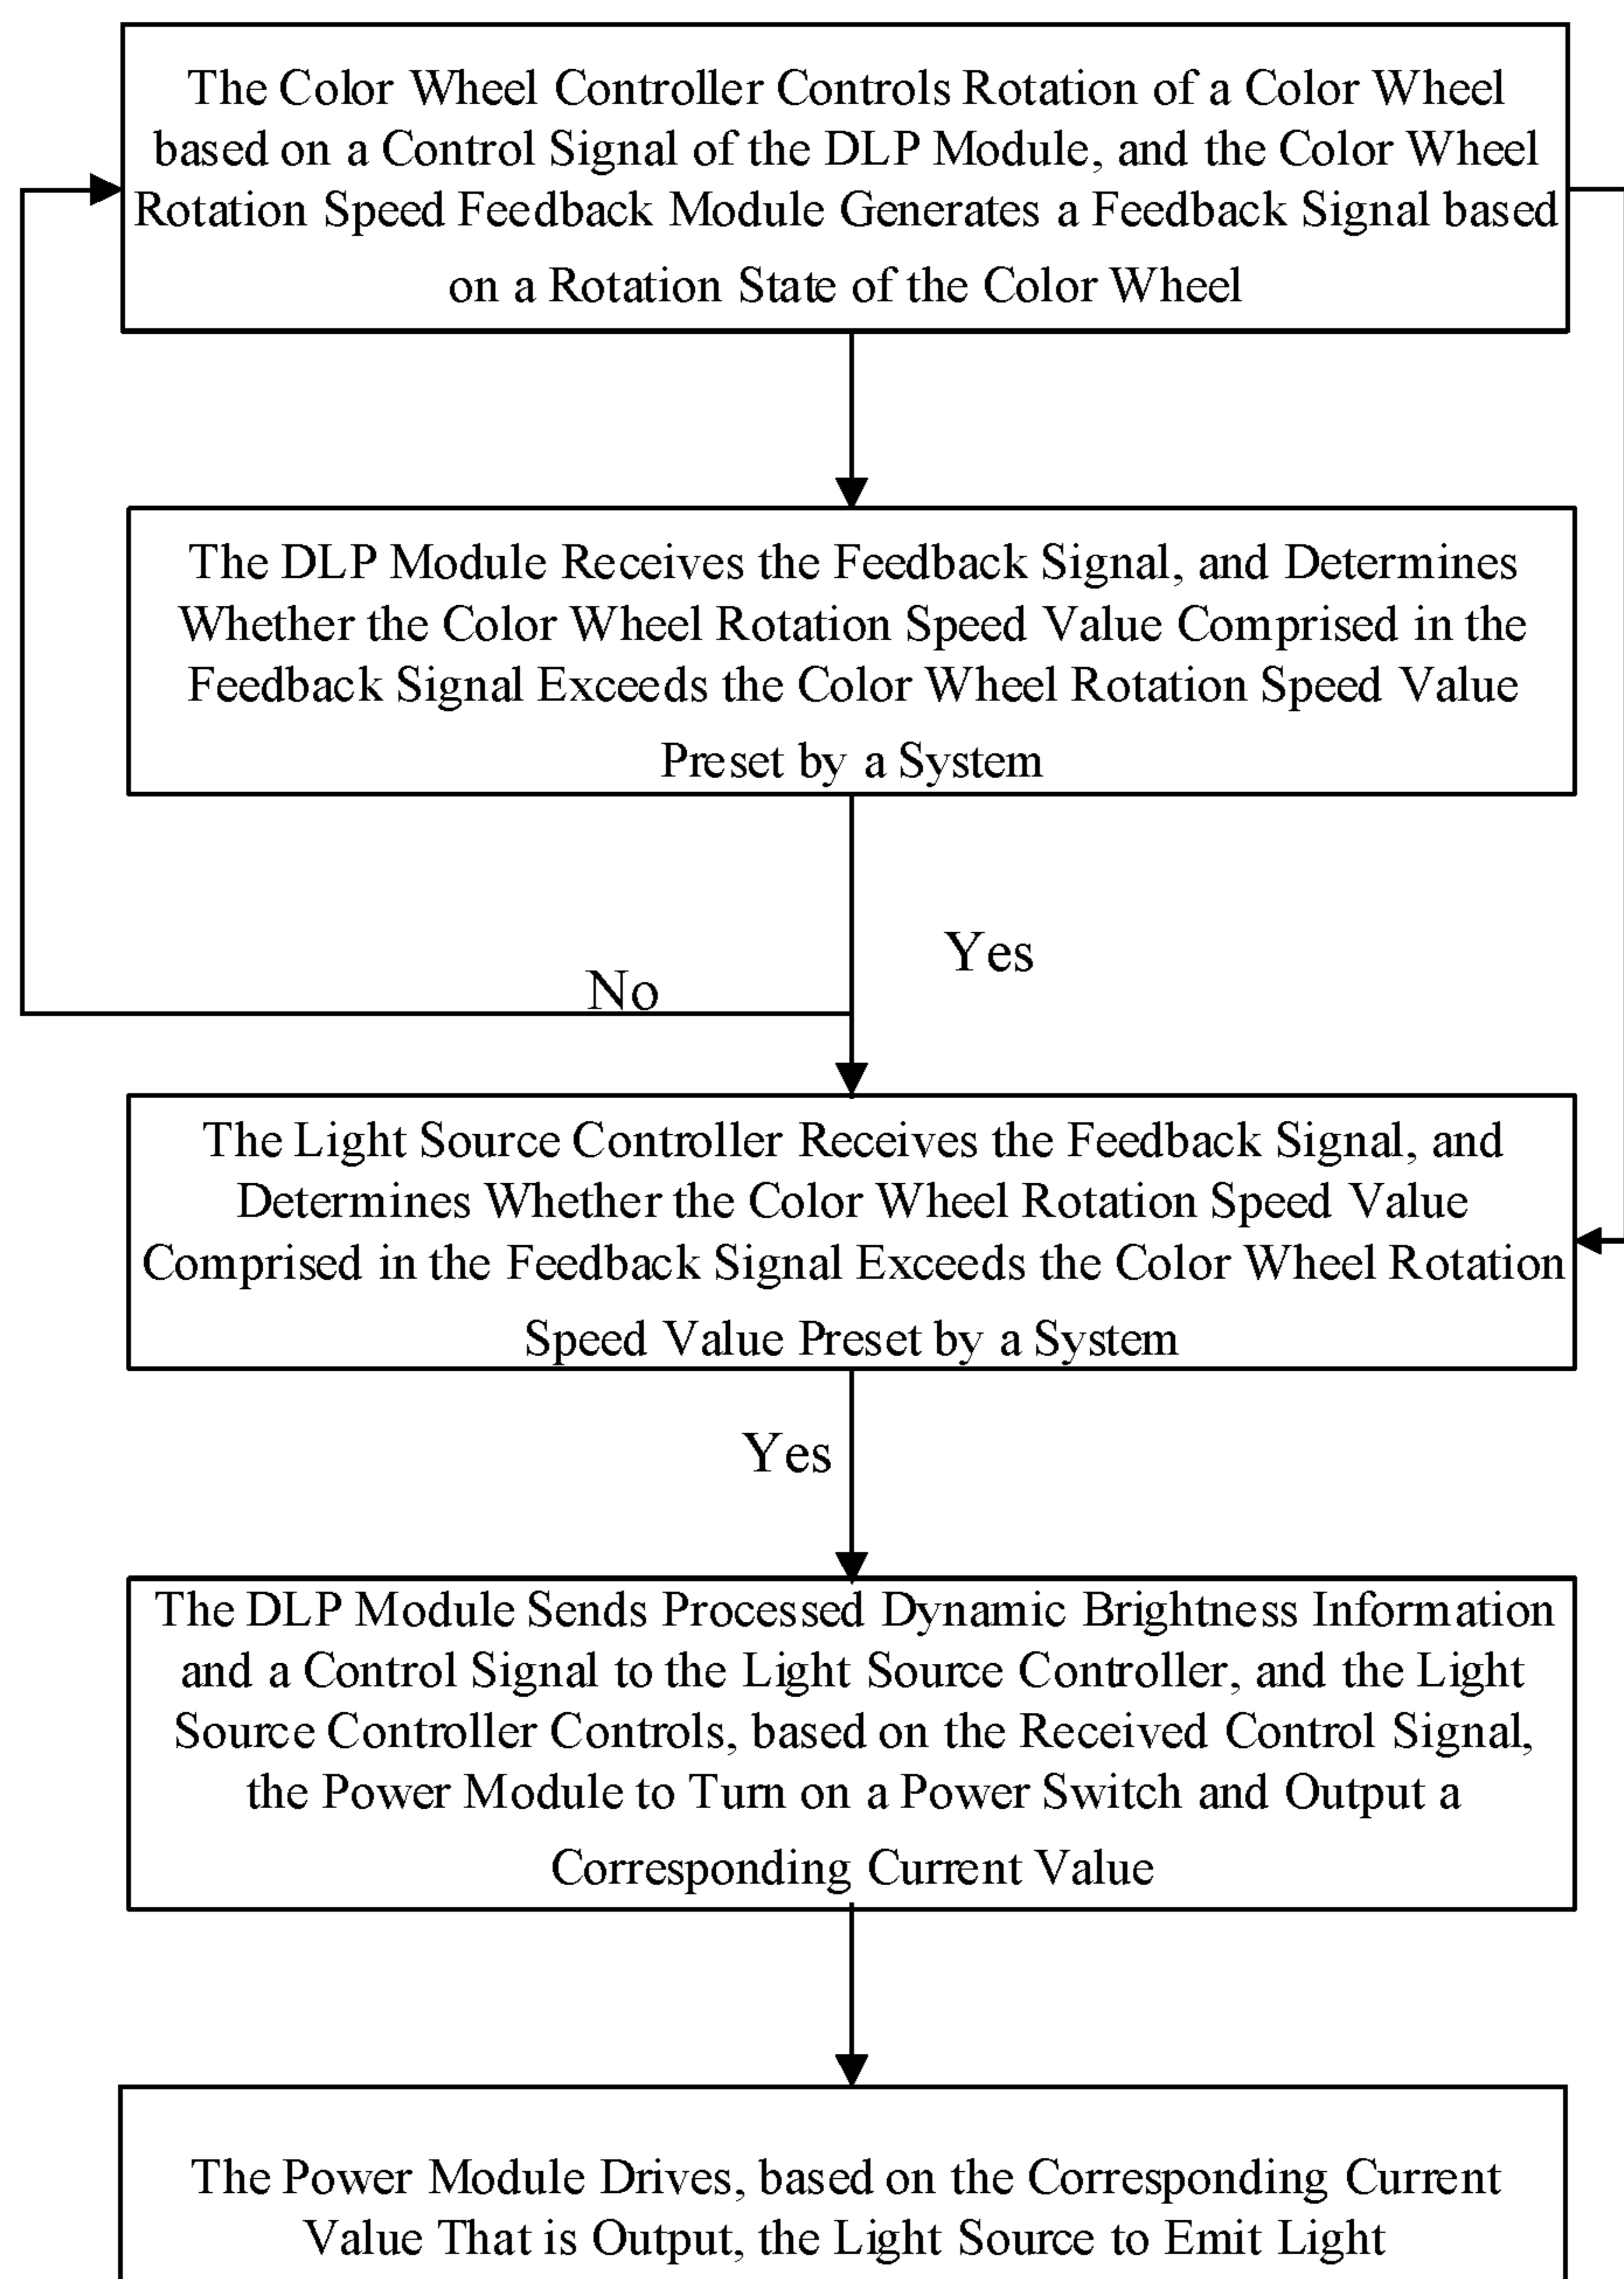 The Color Wheel Controller Controls Rotation of a Color Wheel
based on a Control Signal of the DLP Module, and the Color Wheel
Rotation Speed Feedback Module Generates a Feedback Signal based
on a Rotation State of the Color Wheel
The DLP Module Receives the Feedback Signal, and Determines
Whether the Color Wheel Rotation Speed Value Comprised in the
Feedback Signal Exceeds the Color Wheel Rotation Speed Value
Preset by a System
Yes
No
The Light Source Controller Receives the Feedback Signal, and
Determines Whether the Color Wheel Rotation Speed Value
Comprised in the Feedback Signal Exceeds the Color Wheel Rotation
Speed Value Preset by a System
Yes
The DLP Module Sends Processed Dynamic Brightness Information
and a Control Signal to the Light Source Controller, and the Light
Source Controller Controls, based on the Received Control Signal,
the Power Module to Turn on a Power Switch and Output a
Corresponding Current Value
The Power Module Drives, based on the Corresponding Current
Value That is Output, the Light Source to Emit Light